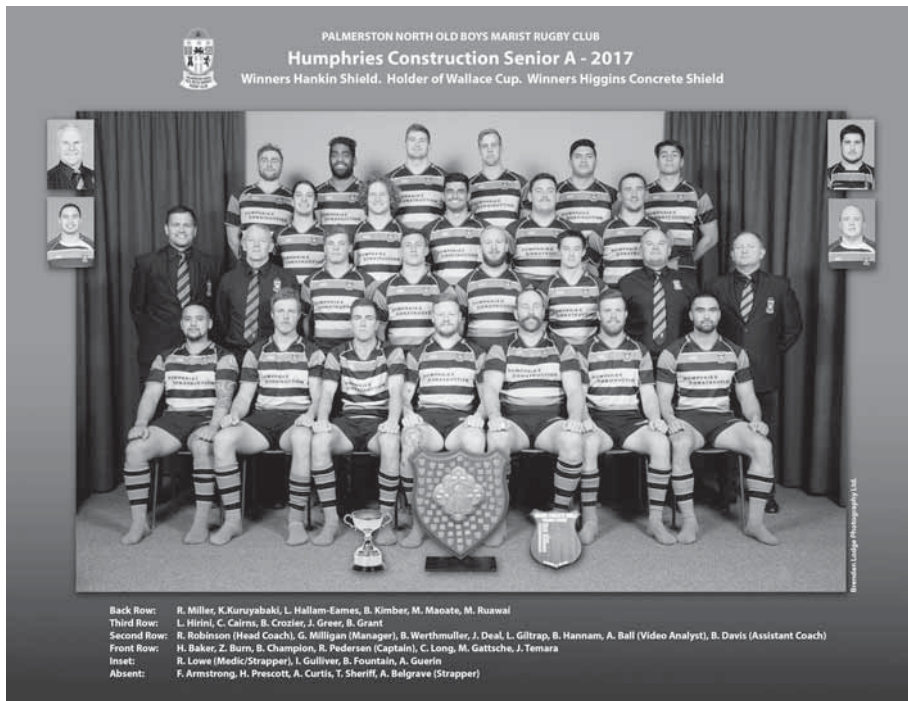 PALMERSTON NORTH OLD BOYS MARIST RUGBY CLUB
Humphries Construction Senior A - 2017
Winners Hankin Shield. Holder of Wallace Cup. Winners Higgins Concrete Shield
HUMPHRIES
CONSTRUCTION
Brendan Lodge Photography Ltd.
Back Row: R. Miller, K.Kuruyabaki, L. Hallam-Eames, B. Kimber, M. Maoate, M. Ruawai
Third Row: L. Hirini, C. Cairns, B. Crozier, J. Greer, B. Grant
Second Row: R. Robinson (Head Coach), G. Milligan (Manager), B. Werthmuller, J. Deal, L. Giltrap, B. Hannam, A. Ball (Video Analyst), B. Davis (Assistant Coach)
Front Row: H. Baker, Z. Burn, B. Champion, R. Pedersen (Captain), C. Long, M. Gattsche, J. Temara
Inset: R. Lowe (Medic/Strapper), I. Gulliver, B. Fountain, A. Guerin
Absent: F. Armstrong, H. Prescott, A. Curtis, T. Sheriff, A. Belgrave (Strapper)